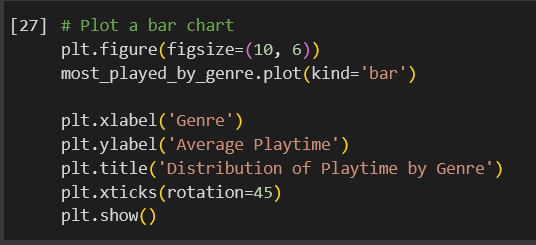 [27] # Plot a bar chart
plt.figure(figsize=(10, 6))
most_played_by_genre.plot(kind='bar')
plt.xlabel('Genre')
plt.ylabel('Average Playtime')
plt.title('Distribution of Playtime by Genre')
plt.xticks(rotation=45)
plt.show()